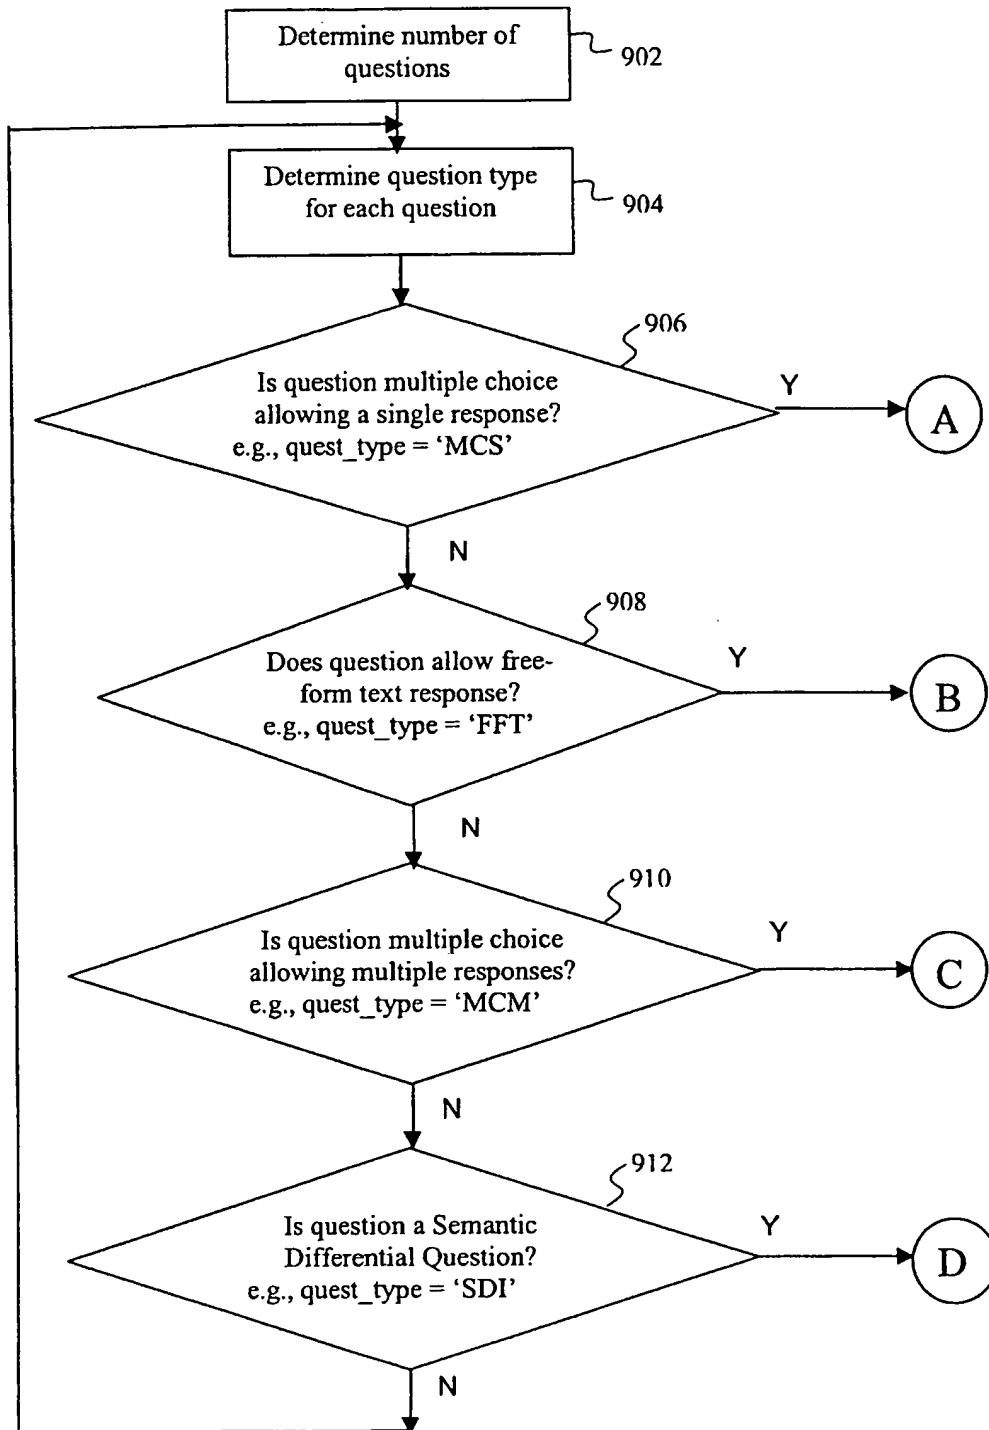 Determine number of
questions
902
Determine question type
for each question
904
906
Is question multiple choice
allowing a single response?
e.g., quest_type = ‘MCS’
Y
A
N
908
Does question allow free-
form text response?
e.g., quest_type = ‘FFT’
Y
B
N
910
Is question multiple choice
allowing multiple responses?
e.g., quest_type = ‘MCM’
Y
C
N
912
Is question a Semantic
Differential Question?
e.g., quest_type = ‘SDI’
Y
D
N